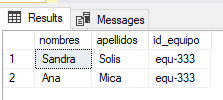 Results Messages
nombres apellidos id_equipo
1 Sandra Solis equ-333
2 Ana Mica equ-333